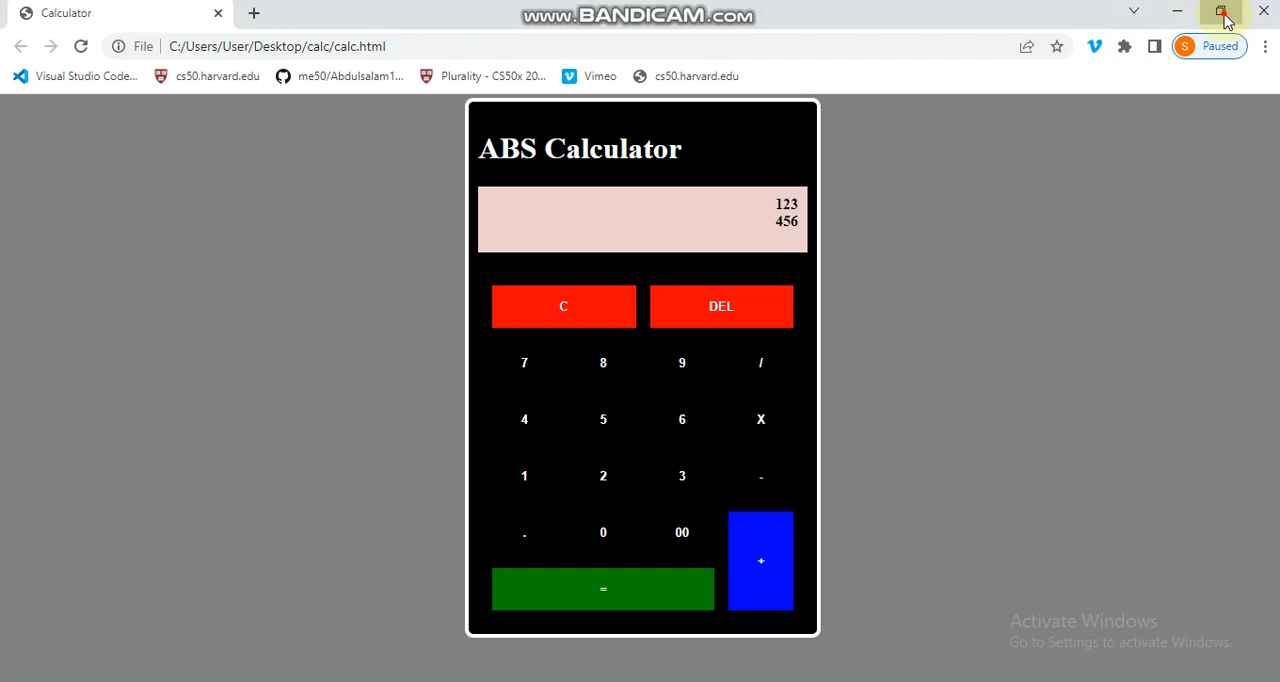 Calculator
www.BANDICAM.com
File
C:/Users/User/Desktop/calc/calc.html
S
Paused
Visual Studio Code...
cs50.harvard.edu
me50/Abdulsalam1...
Plurality - CS50x 20...
Vimeo
cs50.harvard.edu
ABS Calculator
123
456
C DEL
7 8 9 /
4 5 6 X
1 2 3 -
. 0 00
+
=
Activate Windows
Go to Settings to activate Windows.